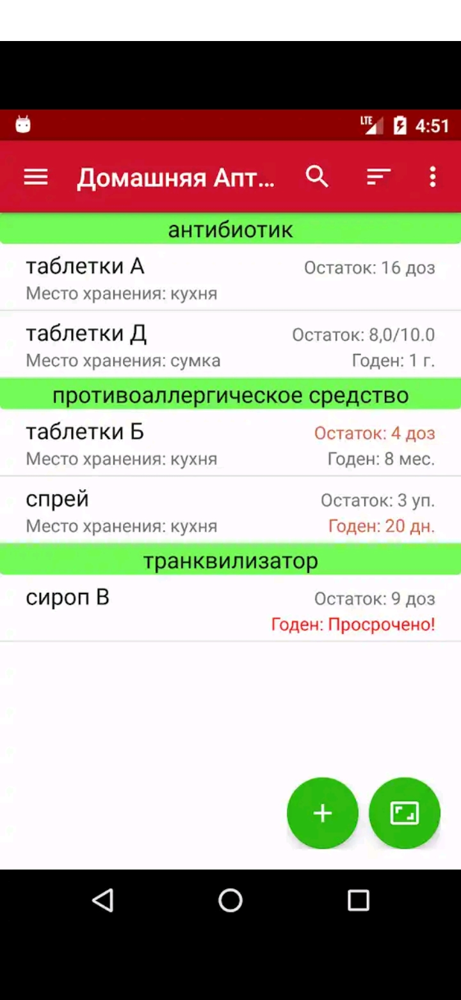 LTE 4:51
Домашняя Апт...
антибиотик
таблетки А Остаток: 16 доз
Место хранения: кухня
таблетки Д Остаток: 8,0/10.0
Место хранения: сумка Годен: 1 г.
противоаллергическое средство
таблетки Б Остаток: 4 доз
Место хранения: кухня Годен: 8 мес.
спрей Остаток: 3 уп.
Место хранения: кухня Годен: 20 дн.
транквилизатор
сироп В Остаток: 9 доз
Годен: Просрочено!